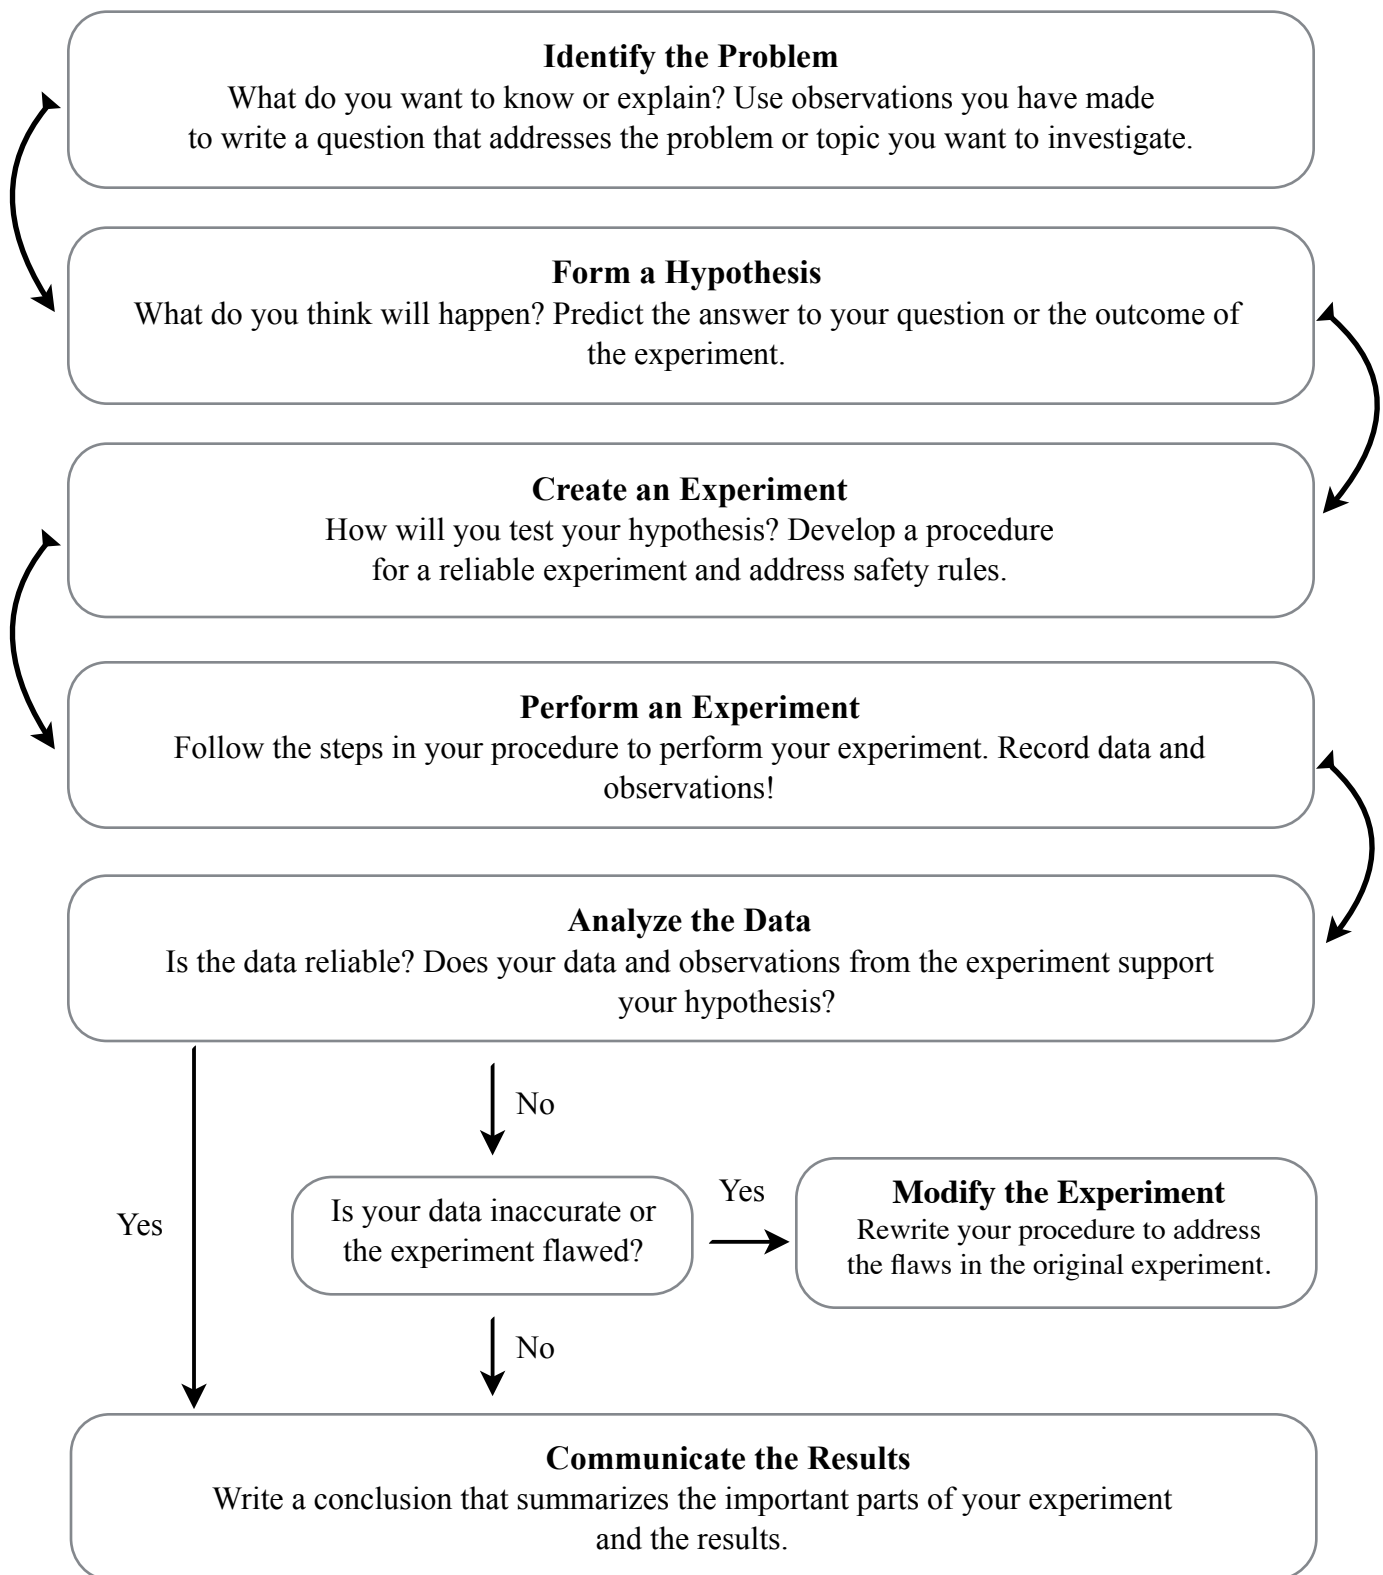 Identify the Problem
What do you want to know or explain? Use observations you have made
to write a question that addresses the problem or topic you want to investigate.
Form a Hypothesis
What do you think will happen? Predict the answer to your question or the outcome of
the experiment.
Create an Experiment
How will you test your hypothesis? Develop a procedure
for a reliable experiment and address safety rules.
Perform an Experiment
Follow the steps in your procedure to perform your experiment. Record data and
observations!
Analyze the Data
Is the data reliable? Does your data and observations from the experiment support
your hypothesis?
No
Yes
Is your data inaccurate or
the experiment flawed?
Yes
Modify the Experiment
Rewrite your procedure to address
the flaws in the original experiment.
No
Communicate the Results
Write a conclusion that summarizes the important parts of your experiment
and the results.